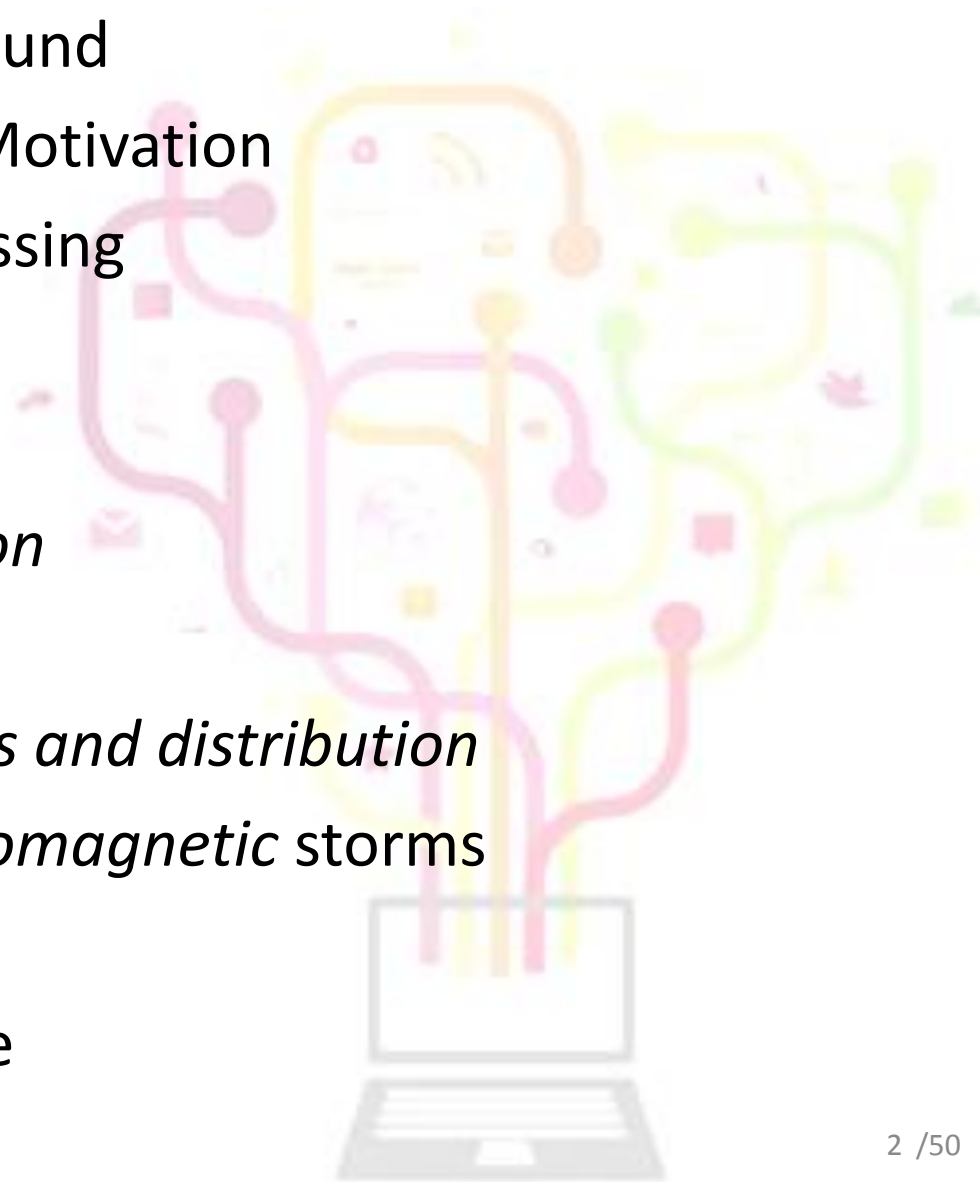 und
Motivation
ssing
on
s and distribution
omagnetic storms
e
2 /50